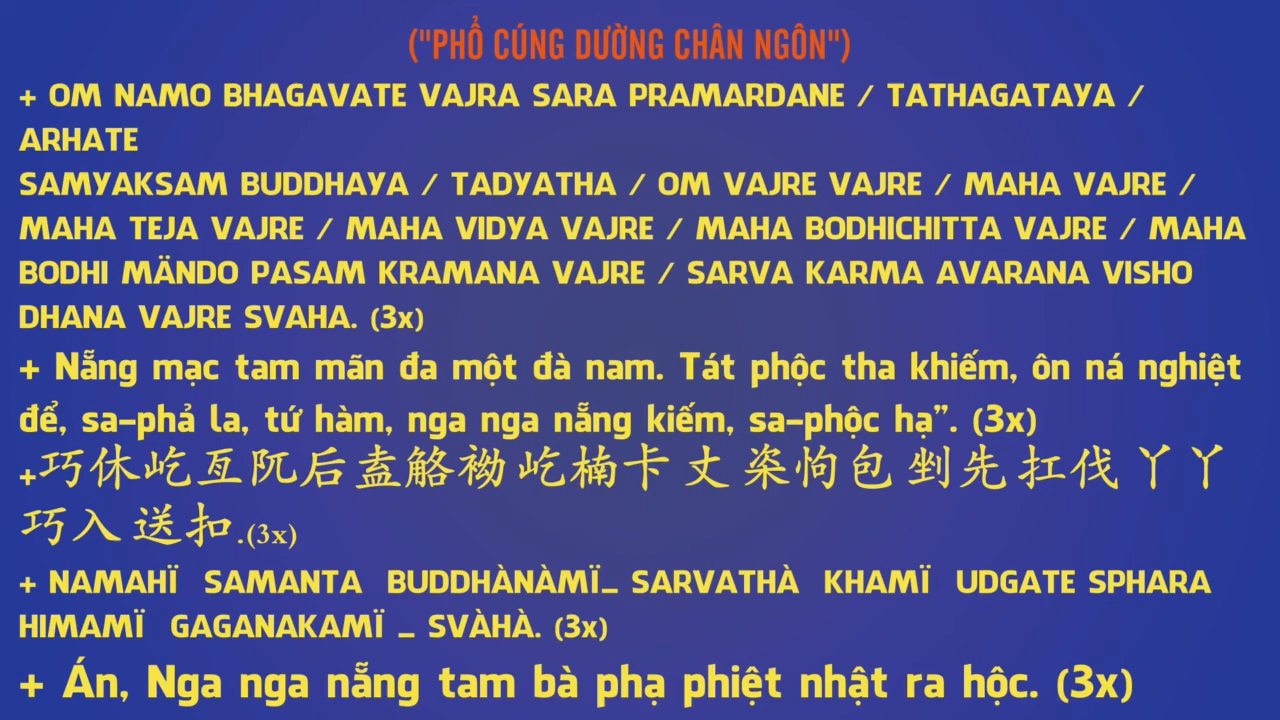 ("PHỔ CÚNG DƯỜNG CHÂN NGÔN")
+ OM NAMO BHAGAVATE VAJRA SARA PRAMARDANE / TATHAGATAYA /
ARHATE
SAMYAKSAM BUDDHAYA / TADYATHA / OM VAJRE VAJRE / MAHA VAJRE /
MAHA TEJA VAJRE / MAHA VIDYA VAJRE / MAHA BODHICHITTA VAJRE / MAHA
BODHI MÄNDO PASAM KRAMANA VAJRE / SARVA KARMA AVARANA VISHO
DHANA VAJRE SVAHA. (3x)
+ Nẵng mạc tam mãn đa một đà nam. Tát phộc tha khiếm, ôn ná nghiệt
để, sa-phả la, tứ hàm, nga nga nẵng kiếm, sa-phộc hạ”. (3x)
+巧休屹亙阢后盍觡袎屹楠卡丈姿怐包剉先扛伐丫丫
巧入送扣.(3x)
+ NAMAHÏ SAMANTA BUDDHÀNÀMÏ_ SARVATHÀ KHAMÏ UDGATE SPHARA
HIMAMÏ GAGANAKAMÏ _ SVÀHÀ. (3x)
+ Án, Nga nga nẵng tam bà phạ phiệt nhật ra hộc. (3x)